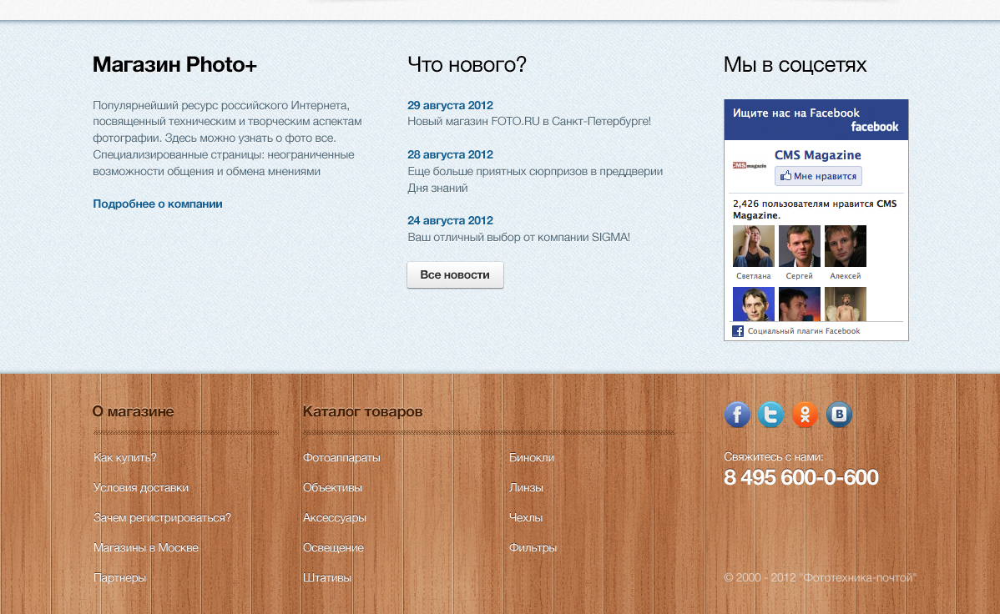 Магазин Photo+
Популярнейший ресурс российского Интернета,
посвященный техническим и творческим аспектам
фотографии. Здесь можно узнать о фото все.
Специализированные страницы: неограниченные
возможности общения и обмена мнениями
Подробнее о компании
Что нового?
29 августа 2012
Новый магазин FOTO.RU в Санкт-Петербурге!
28 августа 2012
Еще больше приятных сюрпризов в преддверии
Дня знаний
24 августа 2012
Ваш отличный выбор от компании SIGMA!
Все новости
Мы в соцсетях
Ищите нас на Facebook
facebook
CMS magazine
CMS Magazine
Мне нравится
2,426 пользователям нравится CMS
Magazine.
Светлана Сергей Алексей
Социальный плагин Facebook
О магазине
Как купить?
Условия доставки
Зачем регистрироваться?
Магазины в Москве
Партнеры
Каталог товаров
Фотоаппараты
Объективы
Аксессуары
Освещение
Штативы
Бинокли
Линзы
Чехлы
Фильтры
Свяжитесь с нами:
8 495 600-0-600
© 2000 - 2012 "Фототехника-почтой"